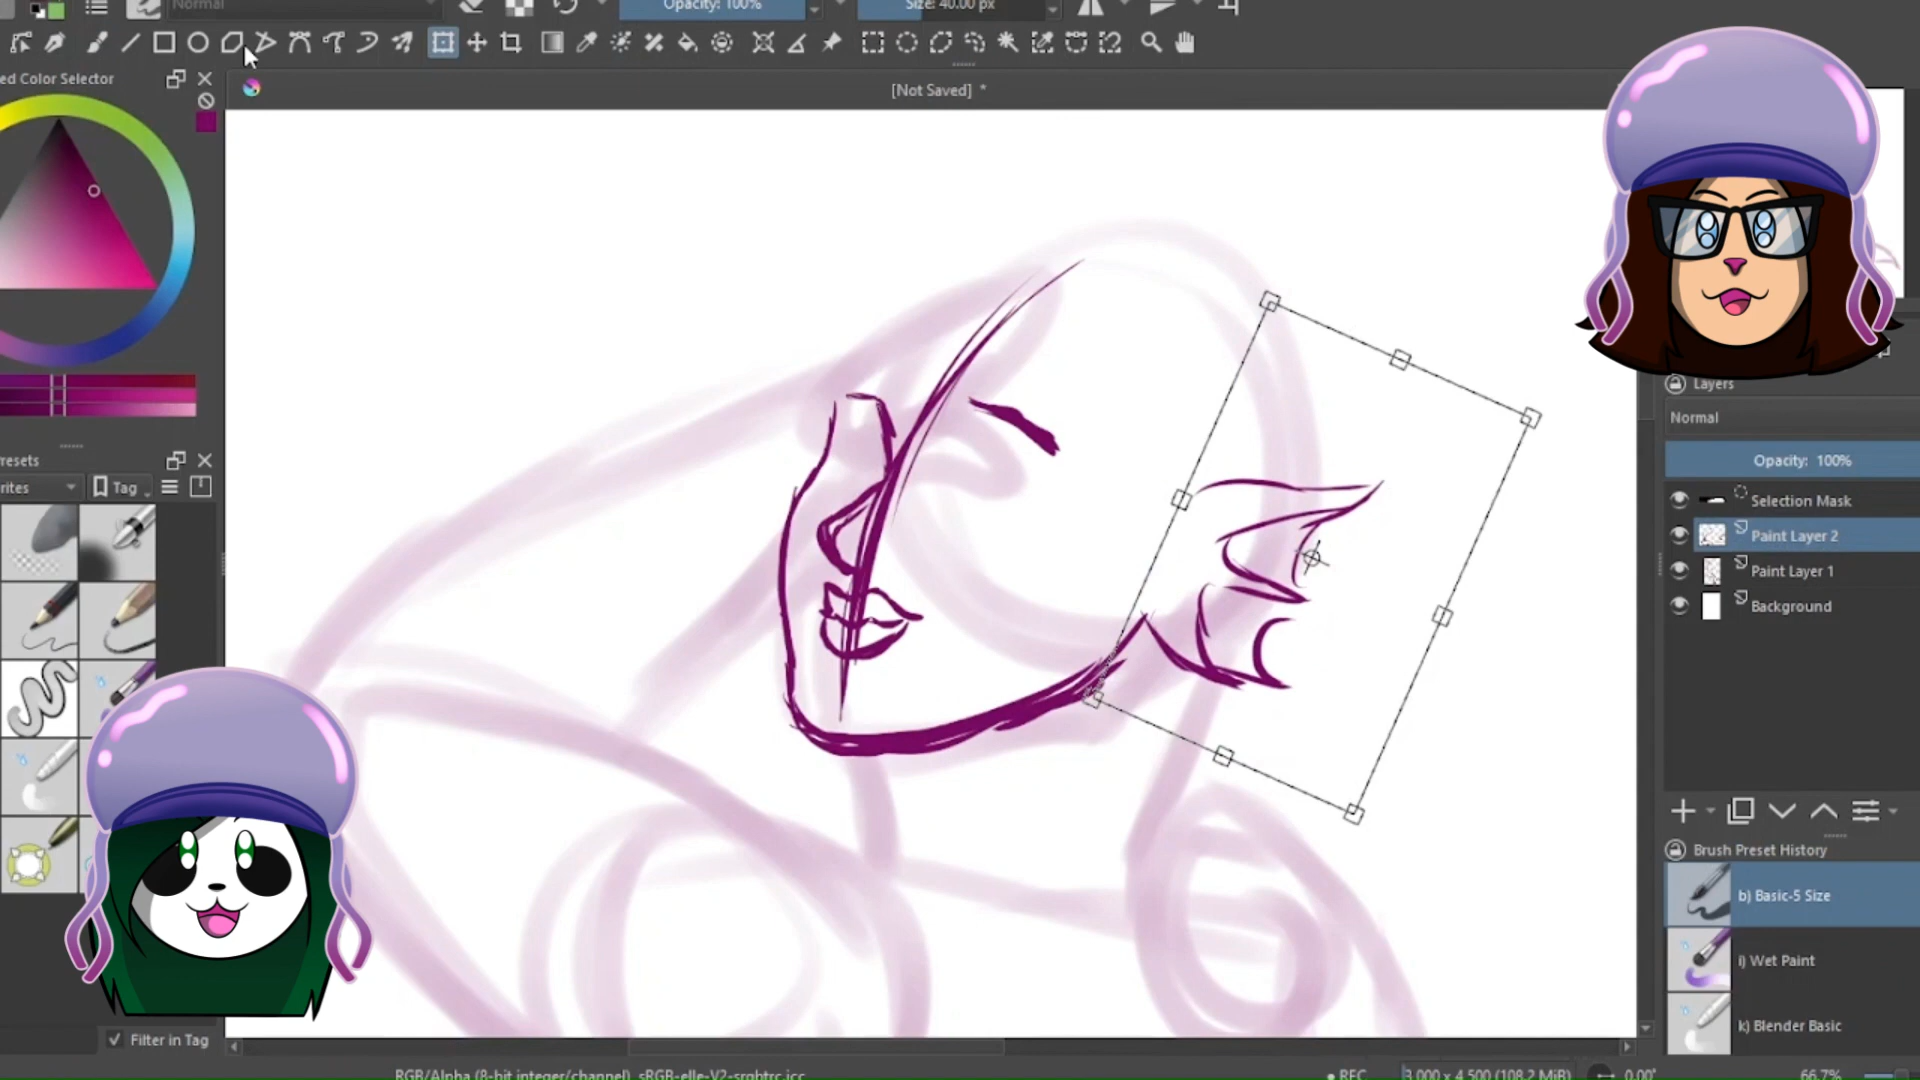 Normal
Opacity: 100%
Size: 40.00 px
ed Color Selector
[Not Saved] *
resets
rites
Tag
Layers
Normal
Opacity: 100%
Selection Mask
Paint Layer 2
Paint Layer 1
Background
Brush Preset History
b) Basic-5 Size
i) Wet Paint
k) Blender Basic
Filter in Tag
RGB/Alpha (8-bit integer/channel) sRGB-elle-V2-srgbtrc.icc
REC
3,000 x 4,500 (108.2 MiB)
0.00°
66.7%